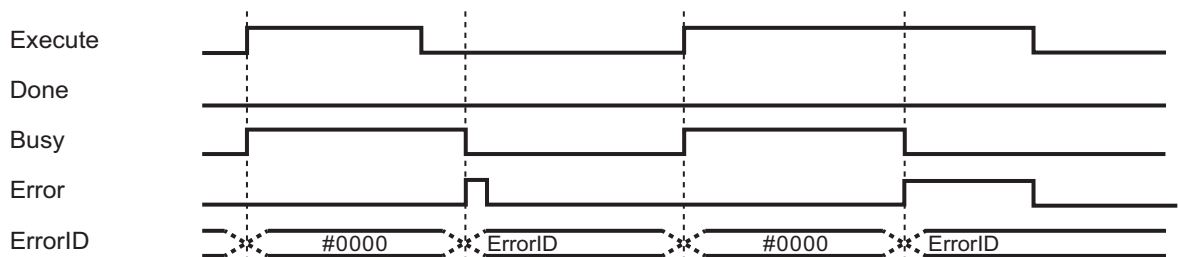 Execute
Done
Busy
Error
ErrorID #0000 ErrorID #0000 ErrorID